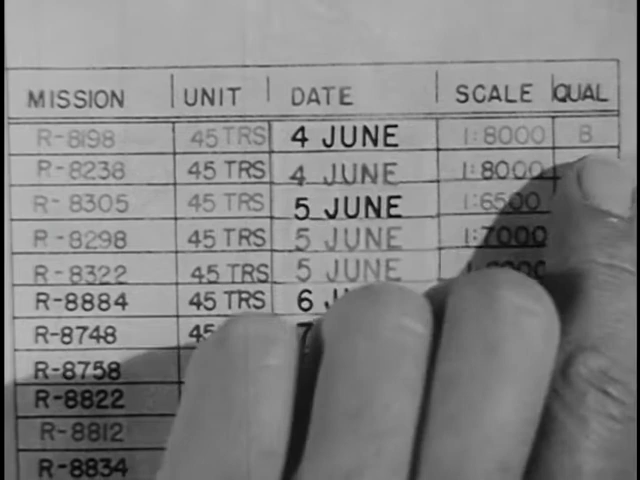 MISSION UNIT DATE SCALE QUAL
R-8198 45 TRS 4 JUNE 1:8000 B
R-8238 45 TRS 4 JUNE 1:8000
R-8305 45 TRS 5 JUNE 1:6500
R-8298 45 TRS 5 JUNE 1:7000
R-8322 45 TRS 5 JUNE
R-8884 45 TRS 6
R-8748 45
R-8758
R-8822
R-8812
R-8834